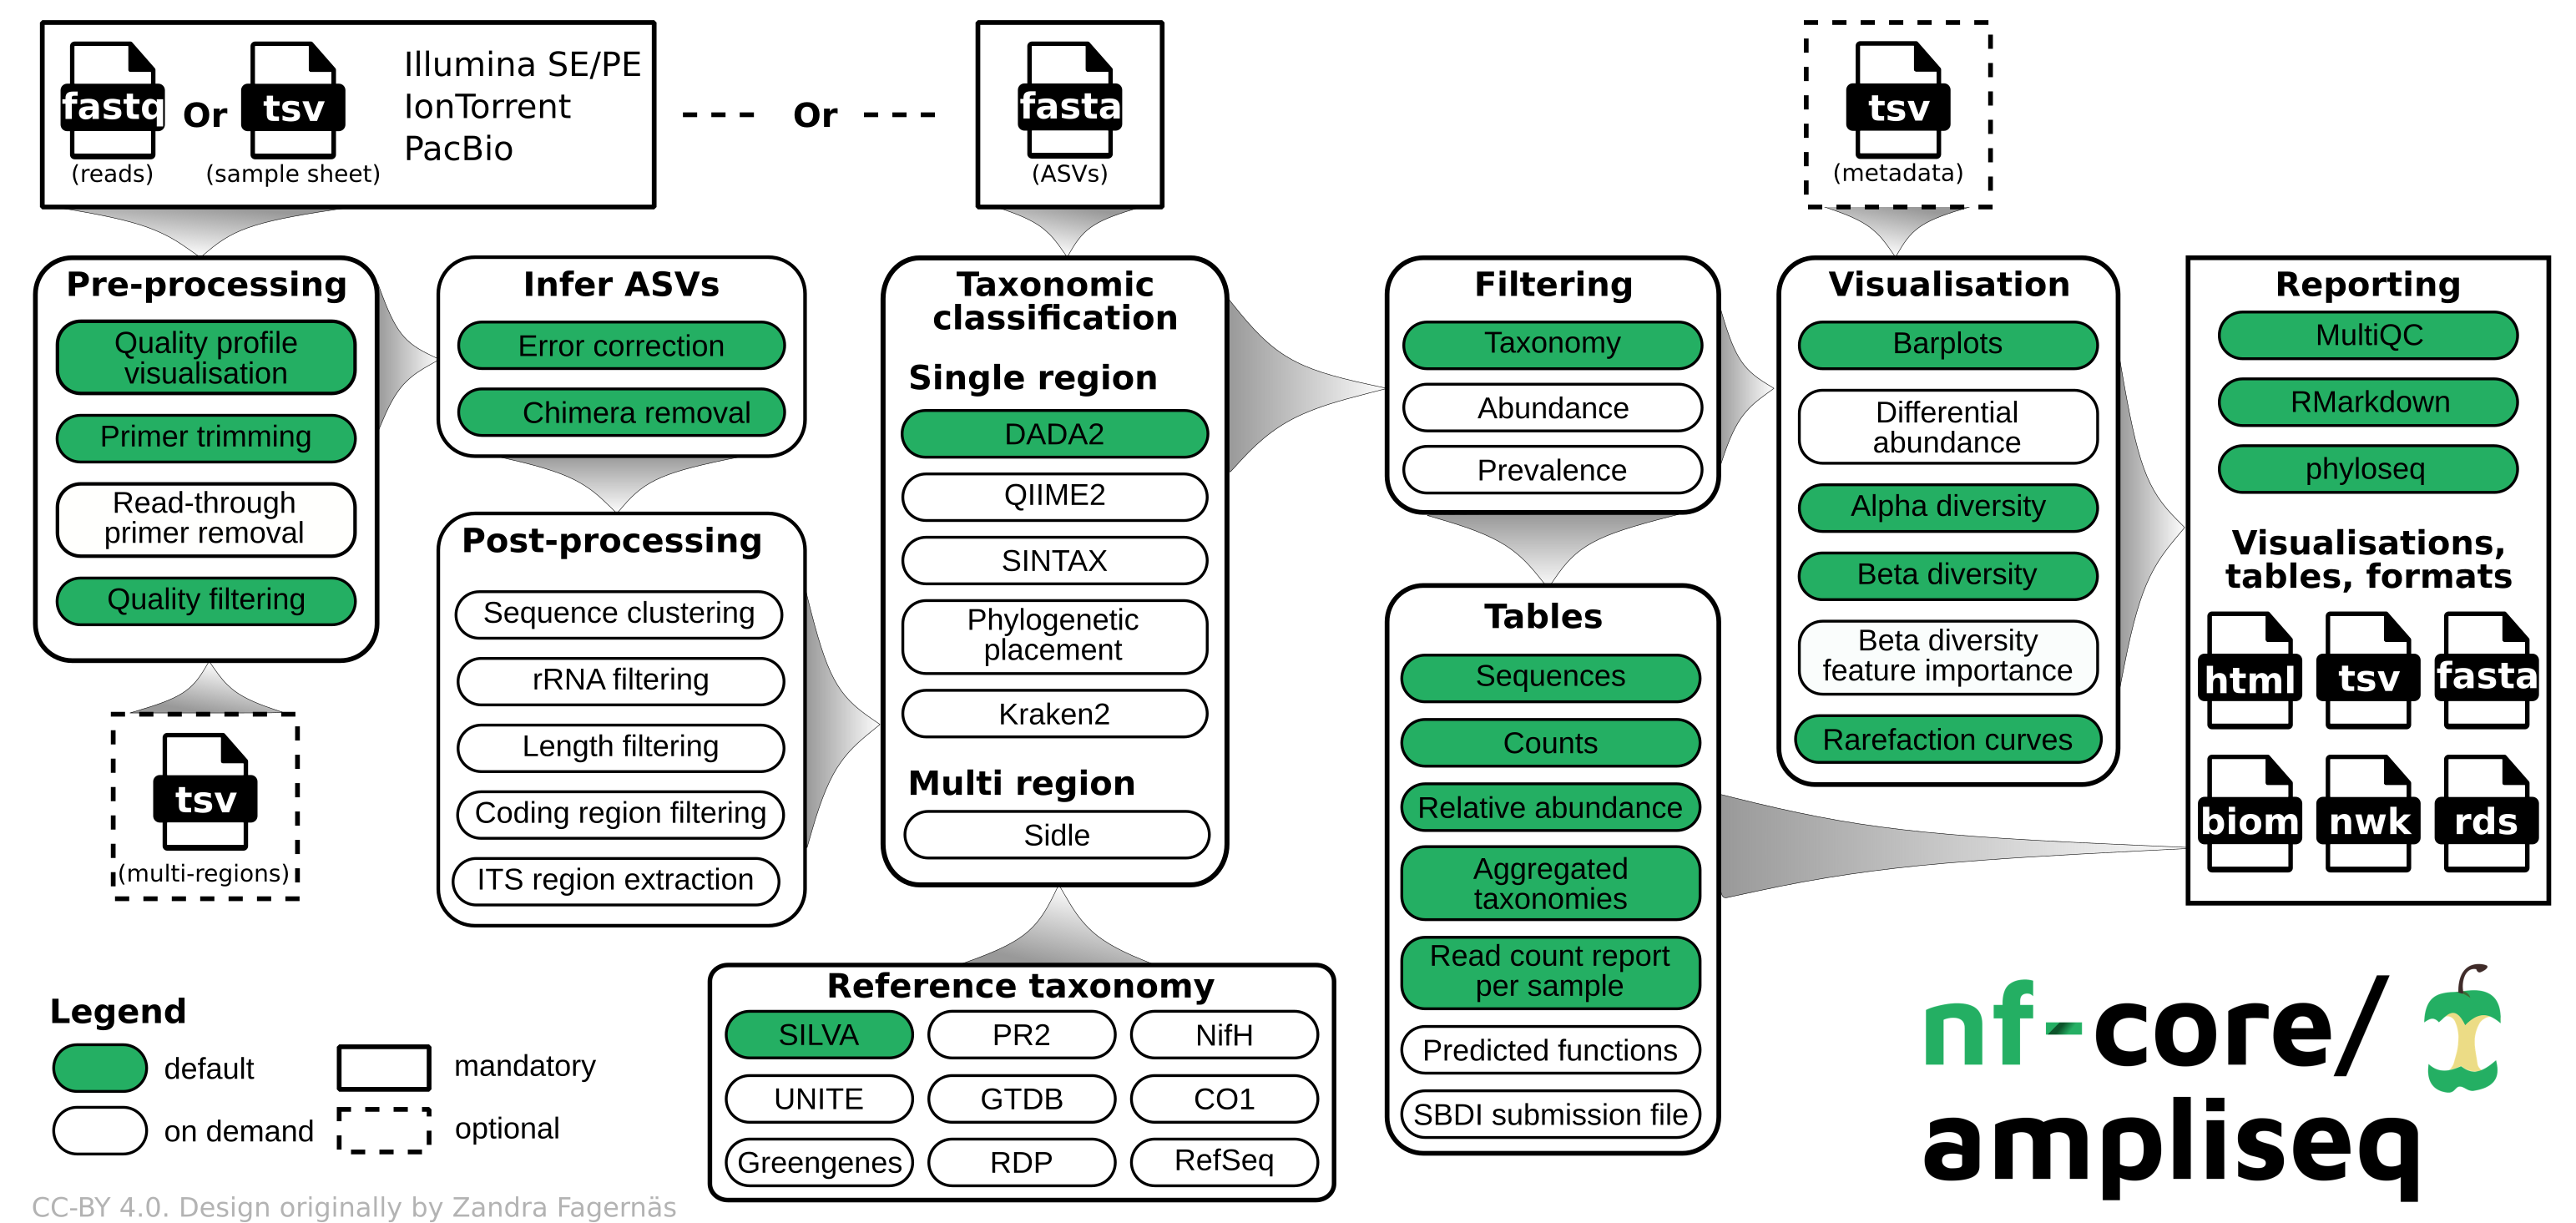 fastq
(reads)
Or
tsv
(sample sheet)
Illumina SE/PE
IonTorrent
PacBio
Or
fasta
(ASVs)
tsv
(metadata)
Pre-processing
Quality profile
visualisation
Primer trimming
Read-through
primer removal
Quality filtering
tsv
(multi-regions)
Infer ASVs
Error correction
Chimera removal
Post-processing
Sequence clustering
rRNA filtering
Length filtering
Coding region filtering
ITS region extraction
Taxonomic
classification
Single region
DADA2
QIIME2
SINTAX
Phylogenetic
placement
Kraken2
Multi region
Sidle
Reference taxonomy
SILVA
PR2
NifH
UNITE
GTDB
CO1
Greengenes
RDP
RefSeq
Filtering
Taxonomy
Abundance
Prevalence
Tables
Sequences
Counts
Relative abundance
Aggregated
taxonomies
Read count report
per sample
Predicted functions
SBDI submission file
Visualisation
Barplots
Differential
abundance
Alpha diversity
Beta diversity
Beta diversity
feature importance
Rarefaction curves
Reporting
MultiQC
RMarkdown
phyloseq
Visualisations,
tables, formats
html
tsv
fasta
biom
nwk
rds
Legend
default
mandatory
on demand
optional
CC-BY 4.0. Design originally by Zandra Fagernäs
nf-core/
ampliseq